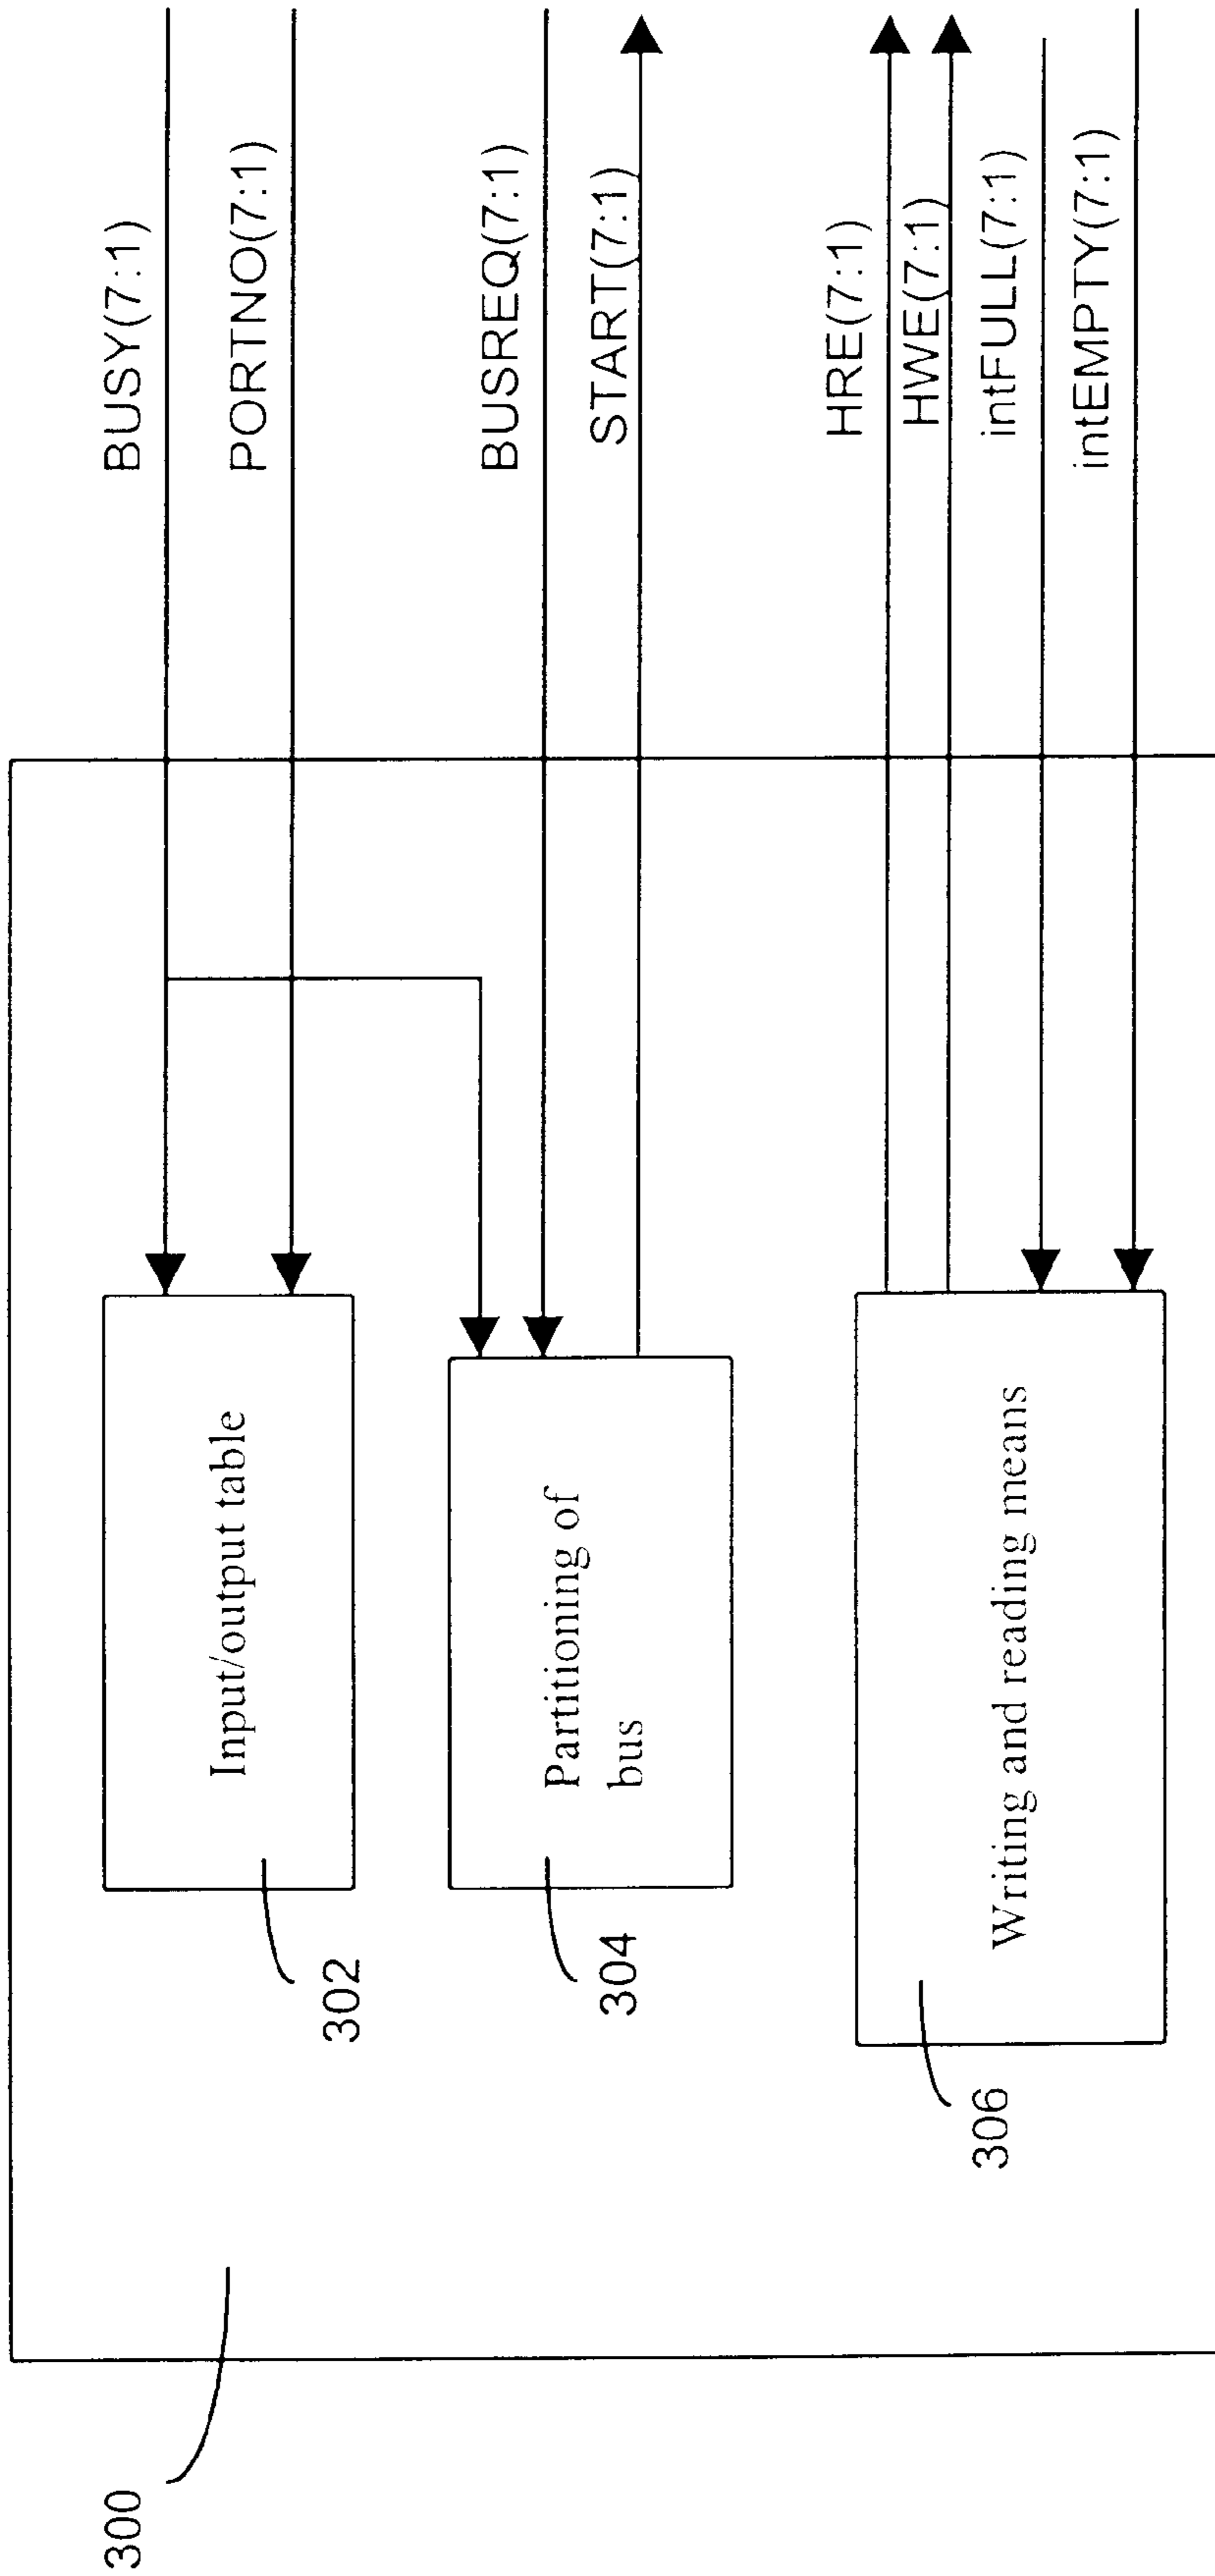 300
302
Input/output table
BUSY(7:1)
PORTNO(7:1)
304
Partitioning of
bus
BUSREQ(7:1)
START(7:1)
306
Writing and reading means
HRE(7:1)
HWE(7:1)
intFULL(7:1)
intEMPTY(7:1)